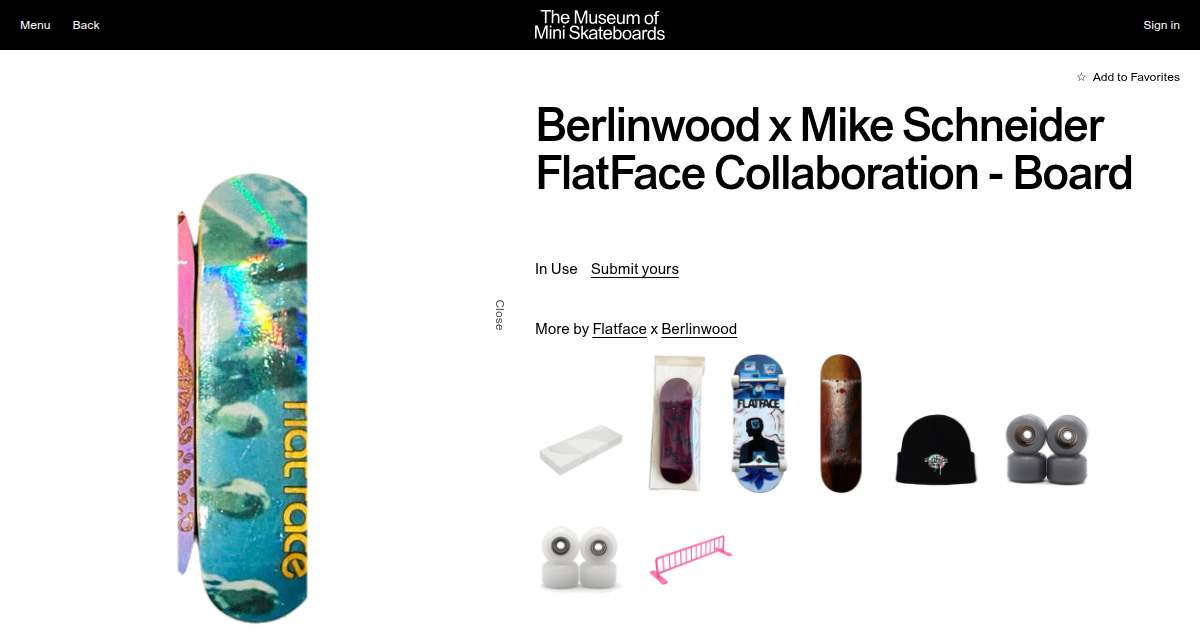 Menu
Back
The Museum of
Mini Skateboards
Sign in
☆ Add to Favorites
Berlinwood x Mike Schneider
FlatFace Collaboration - Board
flatface
In Use Submit yours
Close
More by Flatface x Berlinwood
FLATFACE